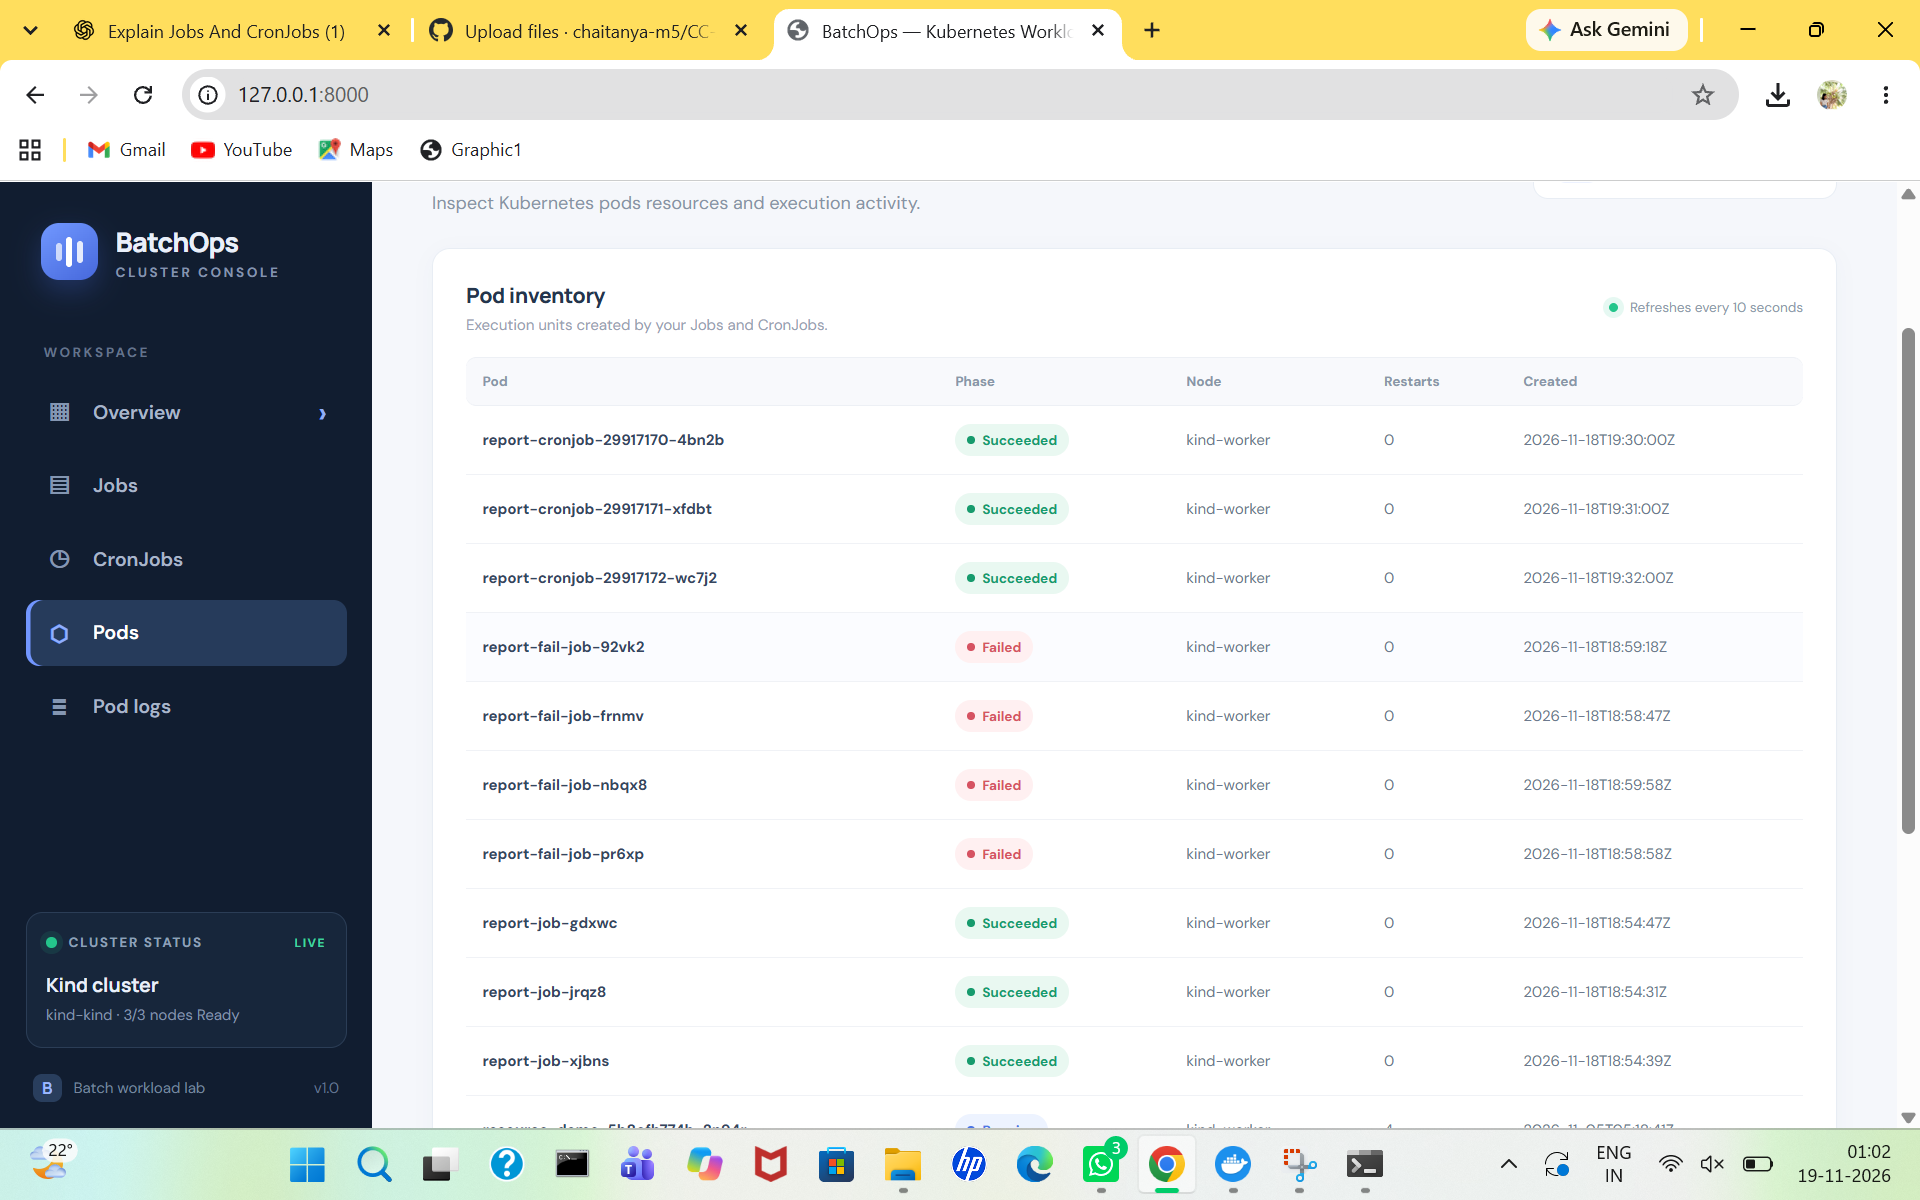 Explain Jobs And CronJobs (1)
Upload files · chaitanya-m5/CC-
BatchOps — Kubernetes Worklo
Ask Gemini
127.0.0.1:8000
Gmail
YouTube
Maps
Graphic1
BatchOps
CLUSTER CONSOLE
WORKSPACE
Overview
Jobs
CronJobs
Pods
Pod logs
CLUSTER STATUS LIVE
Kind cluster
kind-kind · 3/3 nodes Ready
B Batch workload lab v1.0
Inspect Kubernetes pods resources and execution activity.
Pod inventory
Execution units created by your Jobs and CronJobs.
Refreshes every 10 seconds
Pod Phase Node Restarts Created
report-cronjob-29917170-4bn2b Succeeded kind-worker 0 2026-11-18T19:30:00Z
report-cronjob-29917171-xfdbt Succeeded kind-worker 0 2026-11-18T19:31:00Z
report-cronjob-29917172-wc7j2 Succeeded kind-worker 0 2026-11-18T19:32:00Z
report-fail-job-92vk2 Failed kind-worker 0 2026-11-18T18:59:18Z
report-fail-job-frnmv Failed kind-worker 0 2026-11-18T18:58:47Z
report-fail-job-nbqx8 Failed kind-worker 0 2026-11-18T18:59:58Z
report-fail-job-pr6xp Failed kind-worker 0 2026-11-18T18:58:58Z
report-job-gdxwc Succeeded kind-worker 0 2026-11-18T18:54:47Z
report-job-jrqz8 Succeeded kind-worker 0 2026-11-18T18:54:31Z
report-job-xjbns Succeeded kind-worker 0 2026-11-18T18:54:39Z
22°
3
ENG
IN
01:02
19-11-2026